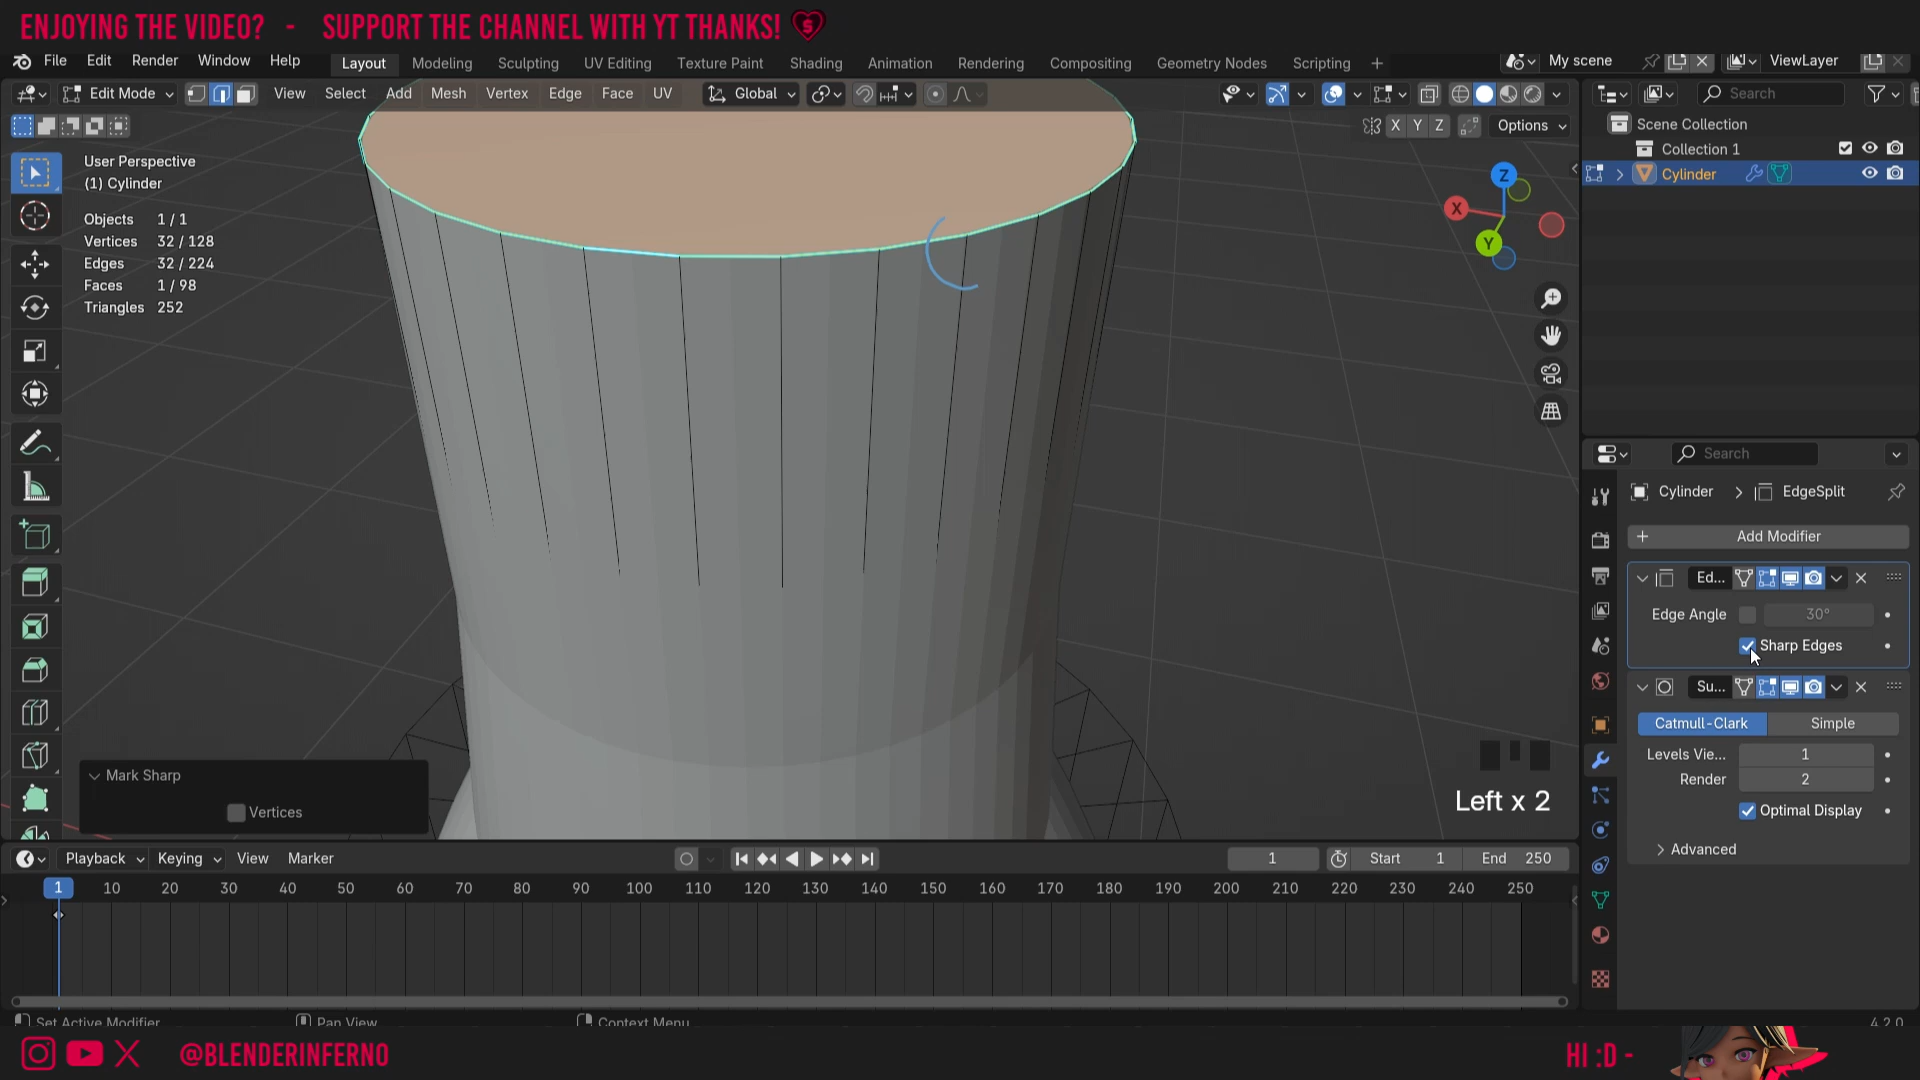 ENJOYING THE VIDEO? - SUPPORT THE CHANNEL WITH YT THANKS!
File Edit Render Window Help Layout Modeling Sculpting UV Editing Texture Paint Shading Animation Rendering Compositing Geometry Nodes Scripting + My scene ViewLayer
Edit Mode View Select Add Mesh Vertex Edge Face UV Global Search
X Y Z Options
Scene Collection
Collection 1
Cylinder
User Perspective
(1) Cylinder
Objects 1 / 1
Vertices 32 / 128
Edges 32 / 224
Faces 1 / 98
Triangles 252
Z
X
Y
Search
Cylinder > EdgeSplit
+ Add Modifier
Ed...
Edge Angle 30°
Sharp Edges
Su...
Catmull-Clark Simple
Levels Vie... 1
Render 2
Optimal Display
Advanced
Mark Sharp
Vertices
Left x 2
Playback Keying View Marker 1 Start 1 End 250
1 10 20 30 40 50 60 70 80 90 100 110 120 130 140 150 160 170 180 190 200 210 220 230 240 250
Set Active Modifier Pan View Context Menu 4.2.0
@BLENDERINFERNO
HI :D -